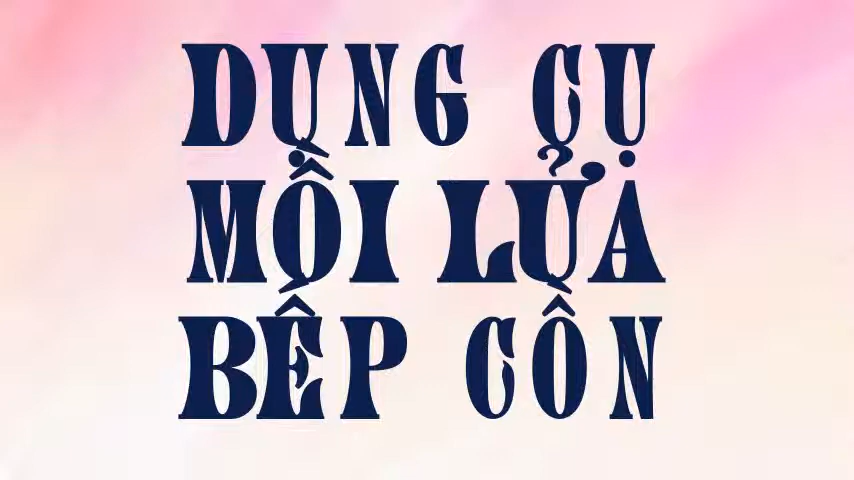 DỤNG CỤ
MỒI LỬA
BẾP CỒN